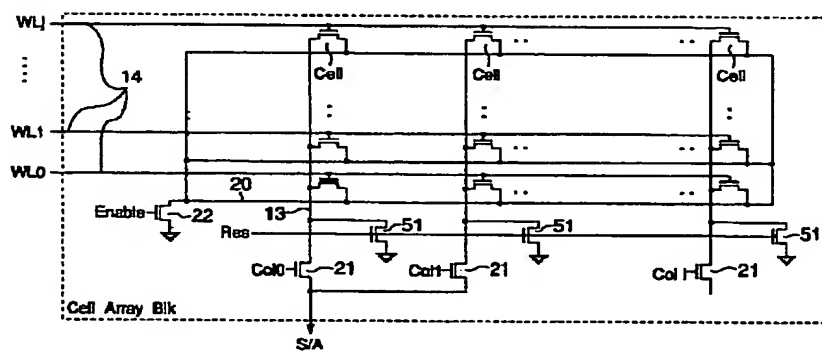 WLj
Cell
Cell
Cell
14
WL1
WL0
20
13
Enable
22
Res
51
51
51
Col0
21
Col1
21
Col i
21
Cell Array Blk
S/A